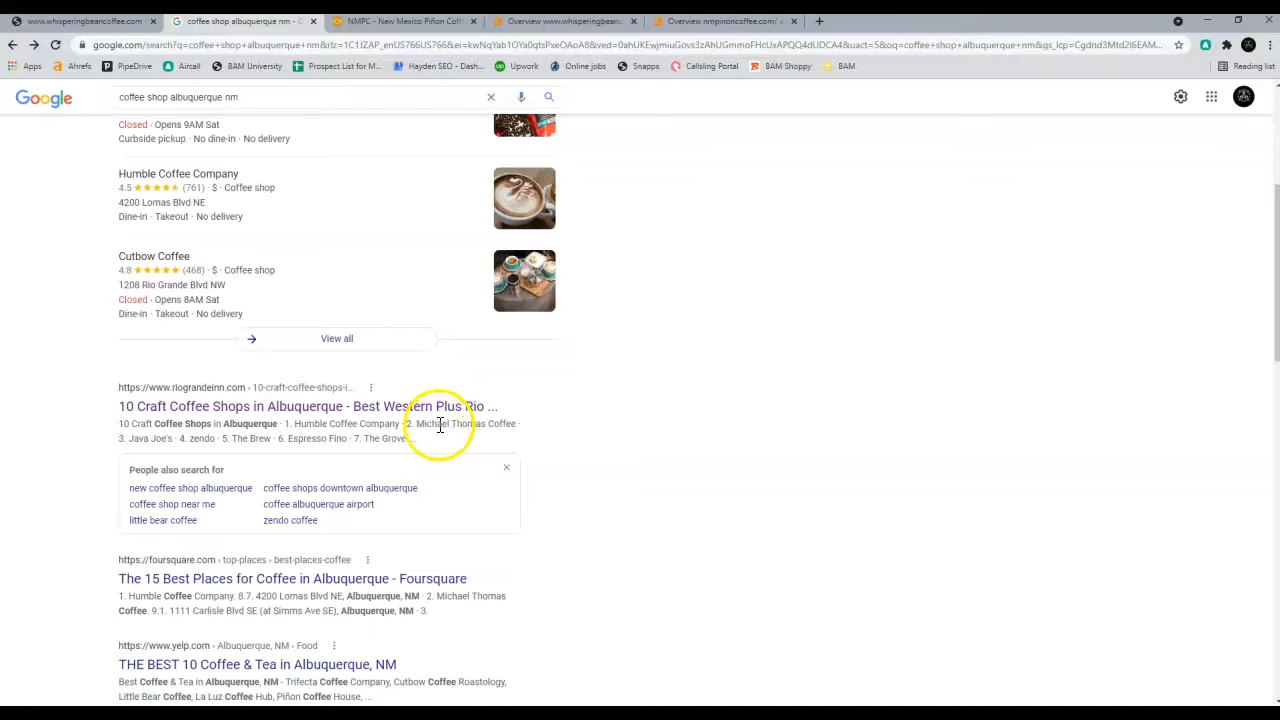 www.whisperingbeancoffee.com/
coffee shop albuquerque nm - G
NMPC - New Mexico Piñon Coff
Overview www.whisperingbean
Overview nmpinoncoffee.com/
google.com/search?q=coffee+shop+albuquerque+nm&rlz=1C1JZAP_enUS766US766&ei=kwNqYab1OYa0qtsPxeOAoA8&ved=0ahUKEwjmiuGovs3zAhUGmmoFHcUxAPQQ4dUDCA4&uact=5&oq=coffee+shop+albuquerque+nm&gs_lcp=Cgdnd3Mtd2l6EAM...
Apps
Ahrefs
PipeDrive
Aircall
BAM University
Prospect List for M...
Hayden SEO - Dash...
Upwork
Online jobs
Snapps
Callsling Portal
BAM Shoppy
BAM
Reading list
Google
coffee shop albuquerque nm
Closed · Opens 9AM Sat
Curbside pickup · No dine-in · No delivery
Humble Coffee Company
4.5 ★★★★★ (761) · $ · Coffee shop
4200 Lomas Blvd NE
Dine-in · Takeout · No delivery
Cutbow Coffee
4.8 ★★★★★ (468) · $ · Coffee shop
1208 Rio Grande Blvd NW
Closed · Opens 8AM Sat
Dine-in · Takeout · No delivery
View all
https://www.riograndeinn.com › 10-craft-coffee-shops-i...
10 Craft Coffee Shops in Albuquerque - Best Western Plus Rio ...
10 Craft Coffee Shops in Albuquerque · 1. Humble Coffee Company · 2. Michael Thomas Coffee ·
3. Java Joe's · 4. zendo · 5. The Brew · 6. Espresso Fino · 7. The Grove ...
People also search for
new coffee shop albuquerque
coffee shops downtown albuquerque
coffee shop near me
coffee albuquerque airport
little bear coffee
zendo coffee
https://foursquare.com › top-places › best-places-coffee
The 15 Best Places for Coffee in Albuquerque - Foursquare
1. Humble Coffee Company. 8.7. 4200 Lomas Blvd NE, Albuquerque, NM · 2. Michael Thomas
Coffee. 9.1. 1111 Carlisle Blvd SE (at Simms Ave SE), Albuquerque, NM · 3.
https://www.yelp.com › Albuquerque, NM › Food
THE BEST 10 Coffee & Tea in Albuquerque, NM
Best Coffee & Tea in Albuquerque, NM - Trifecta Coffee Company, Cutbow Coffee Roastology,
Little Bear Coffee, La Luz Coffee Hub, Piñon Coffee House, ...